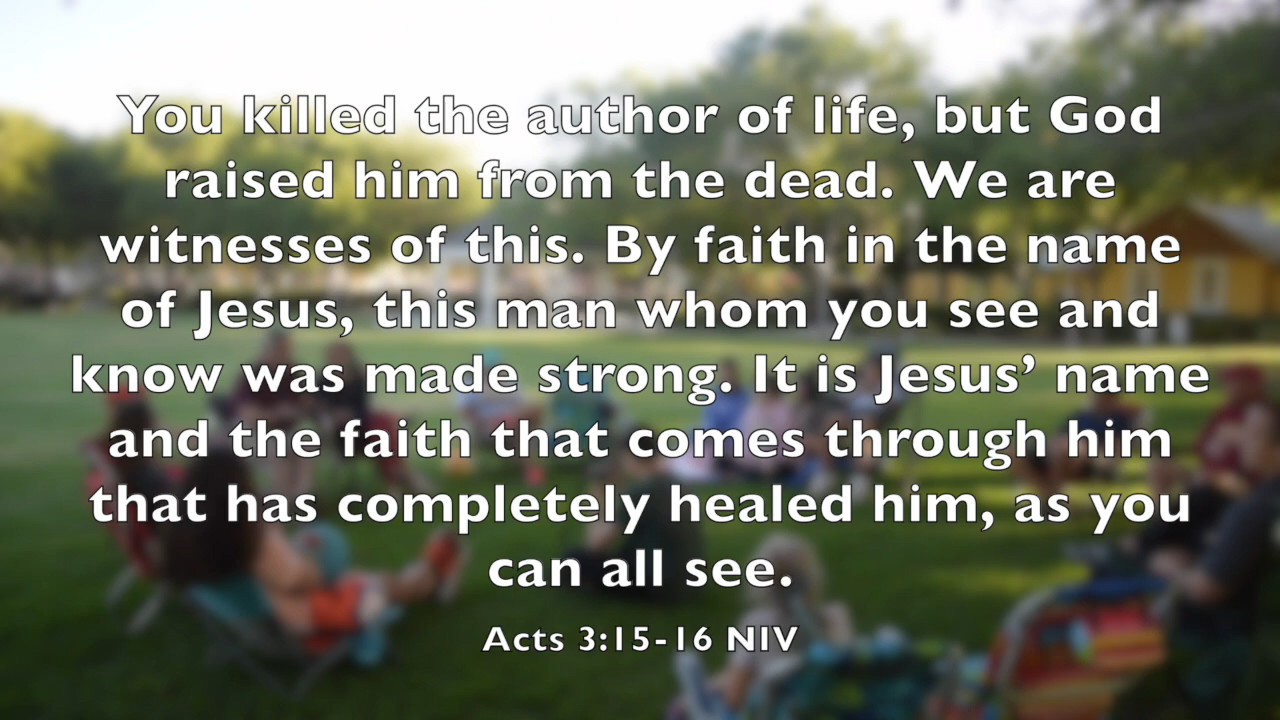 You killed the author of life, but God
raised him from the dead. We are
witnesses of this. By faith in the name
of Jesus, this man whom you see and
know was made strong. It is Jesus’ name
and the faith that comes through him
that has completely healed him, as you
can all see.
Acts 3:15-16 NIV